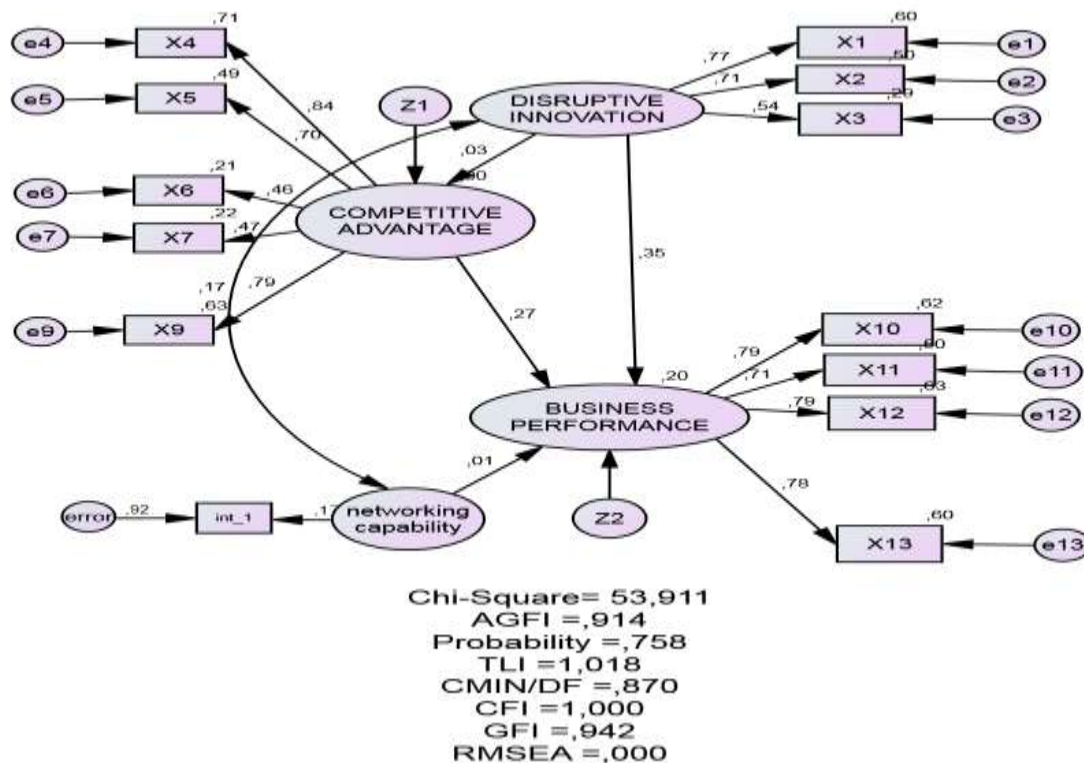 ,71
,60
e4
X4
X1
e1
,49
,77
,50
e5
X5
,84
Z1
DISRUPTIVE
INNOVATION
,71
X2
e2
,29
,54
X3
e3
,70
,03
,21
e6
X6
,46
,22
COMPETITIVE
ADVANTAGE
e7
X7
,47
,35
,17
,79
,63
e9
X9
,27
,62
X10
e10
,79
,71
X11
e11
,20
,79
X12
e12
BUSINESS
PERFORMANCE
,01
,78
error
,92
int_1
,17
networking
capability
Z2
,60
X13
e13
Chi-Square= 53,911
AGFI =,914
Probability =,758
TLI =1,018
CMIN/DF =,870
CFI =1,000
GFI =,942
RMSEA =,000